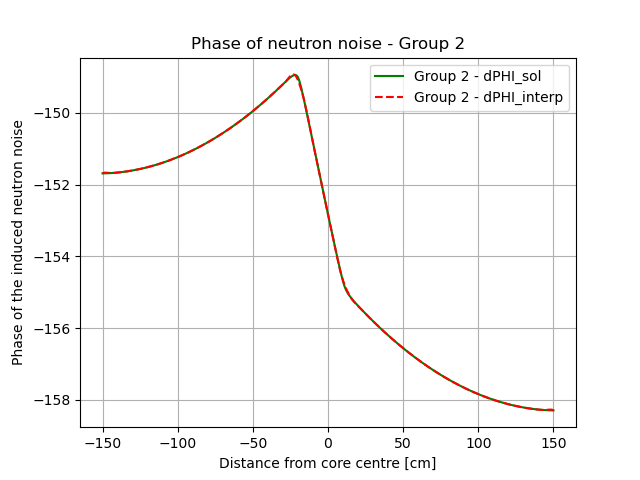 Phase of neutron noise - Group 2
Group 2 - dPHI_sol
Group 2 - dPHI_interp
Phase of the induced neutron noise
−150
−152
−154
−156
−158
−150
−100
−50
0
50
100
150
Distance from core centre [cm]